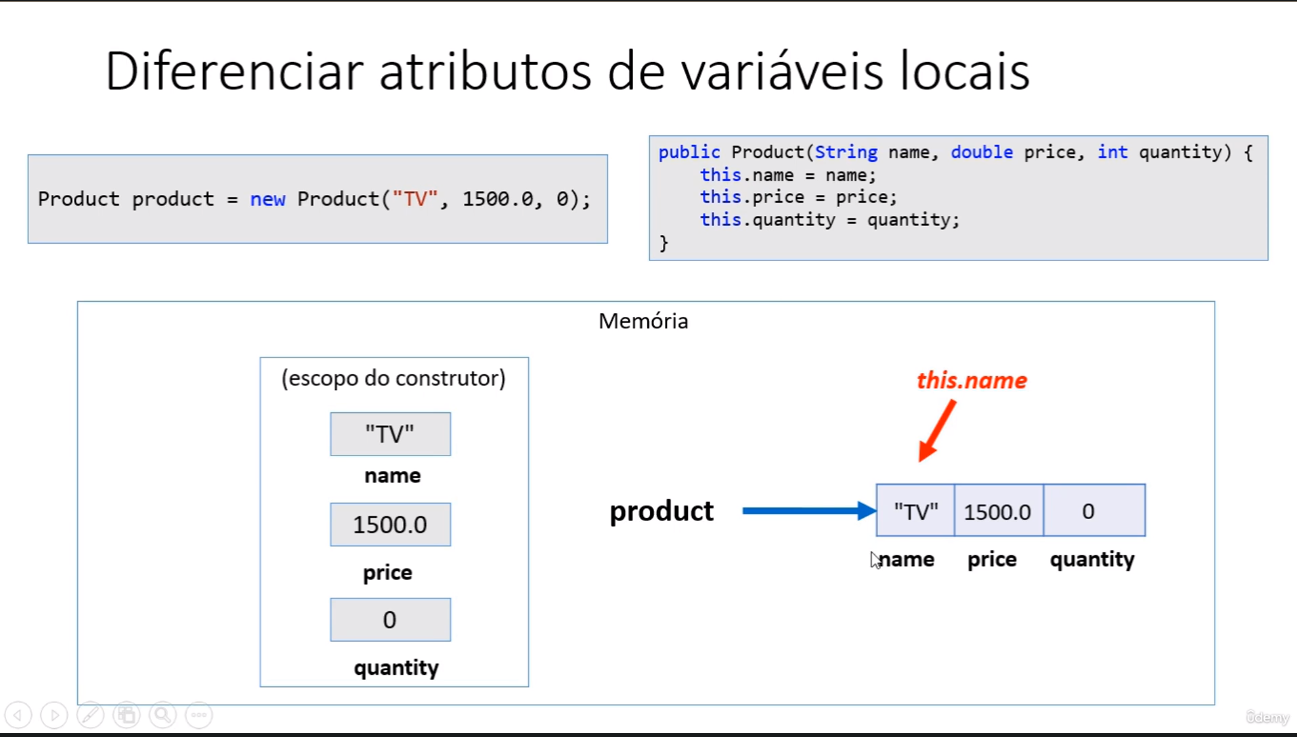 Diferenciar atributos de variáveis locais
Product product = new Product("TV", 1500.0, 0);
public Product(String name, double price, int quantity) {
this.name = name;
this.price = price;
this.quantity = quantity;
}
Memória
(escopo do construtor)
"TV"
name
1500.0
price
0
quantity
this.name
product
"TV" 1500.0 0
name price quantity
ûdemy